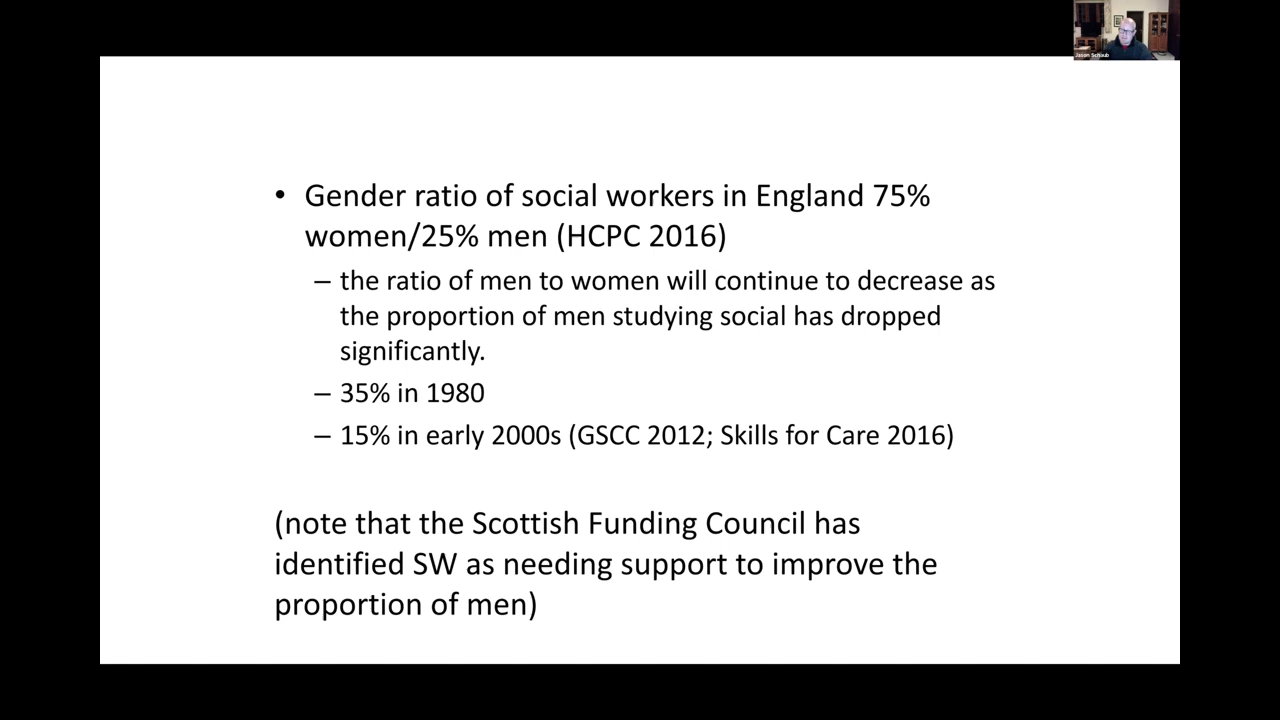 Jason Schaub
• Gender ratio of social workers in England 75%
women/25% men (HCPC 2016)
– the ratio of men to women will continue to decrease as
the proportion of men studying social has dropped
significantly.
– 35% in 1980
– 15% in early 2000s (GSCC 2012; Skills for Care 2016)
(note that the Scottish Funding Council has
identified SW as needing support to improve the
proportion of men)